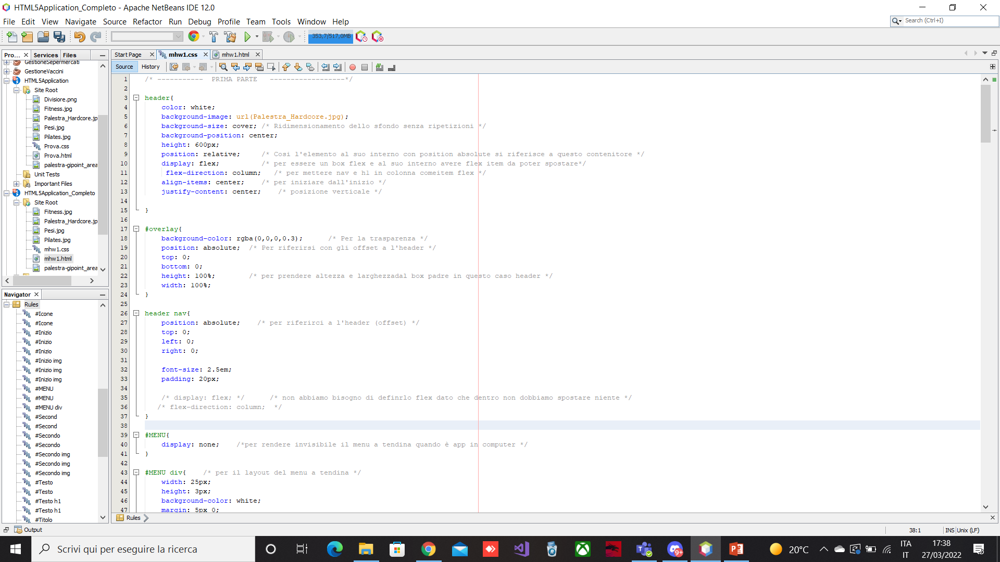 HTML5Application_Completo - Apache NetBeans IDE 12.0
File Edit View Navigate Source Refactor Run Debug Profile Team Tools Window Help
Search (Ctrl+I)
353,7/517,0MB
Pro... Services Files
GestioneSepermercati
GestioneVaccini
HTML5Application
Site Root
Divisiore.png
Fitness.jpg
Palestra_Hardcore.jp
Pesi.jpg
Pilates.jpg
Prova.css
Prova.html
palestra-gipoint_area
Unit Tests
Important Files
HTML5Application_Completo
Site Root
Fitness.jpg
Palestra_Hardcore.jp
Pesi.jpg
Pilates.jpg
mhw1.css
mhw1.html
palestra-gipoint_area
Navigator
Rules
#Icone
#Icone
#Inizio
#Inizio
#Inizio
#Inizio img
#Inizio img
#Inizio img
#MENU
#MENU
#MENU div
#Second
#Second
#Secondo
#Secondo
#Secondo img
#Secondo img
#Secondo img
#Testo
#Testo
#Testo h1
#Testo h1
#Titolo
Start Page mhw1.css mhw1.html
Source History
1 /* ----------- PRIMA PARTE ------------------*/
2
3 header{
4 color: white;
5 background-image: url(Palestra_Hardcore.jpg);
6 background-size: cover; /* Ridimensionamento dello sfondo senza ripetizioni */
7 background-position: center;
8 height: 600px;
9 position: relative; /* Cosi l'elemento al suo interno con position absolute si riferisce a questo contenitore */
10 display: flex; /* per essere un box flex e al suo interno avere flex item da poter spostare*/
11 flex-direction: column; /* per mettere nav e h1 in colonna comeitem flex */
12 align-items: center; /* per iniziare dall'inizio */
13 justify-content: center; /* posizione verticale */
14
15 }
16
17 #overlay{
18 background-color: rgba(0,0,0,0.3); /* Per la trasparenza */
19 position: absolute; /* Per riferirsi con gli offset a l'header */
20 top: 0;
21 bottom: 0;
22 height: 100%; /* per prendere altezza e larghezzadal box padre in questo caso header */
23 width: 100%;
24 }
25
26 header nav{
27 position: absolute; /* per riferirci a l'header (offset) */
28 top: 0;
29 left: 0;
30 right: 0;
31
32 font-size: 2.5em;
33 padding: 20px;
34
35 /* display: flex; */ /* non abbiamo bisogno di definrlo flex dato che dentro non dobbiamo spostare niente */
36 /* flex-direction: column; */
37 }
38
39 #MENU{
40 display: none; /*per rendere invisibile il menu a tendina quando è app in computer */
41 }
42
43 #MENU div{ /* per il layout del menu a tendina */
44 width: 25px;
45 height: 3px;
46 background-color: white;
47 margin: 5px 0;
Rules
Output
38:1 INS Unix (LF)
Scrivi qui per eseguire la ricerca
9+
20°C
ITA
IT
17:38
27/03/2022